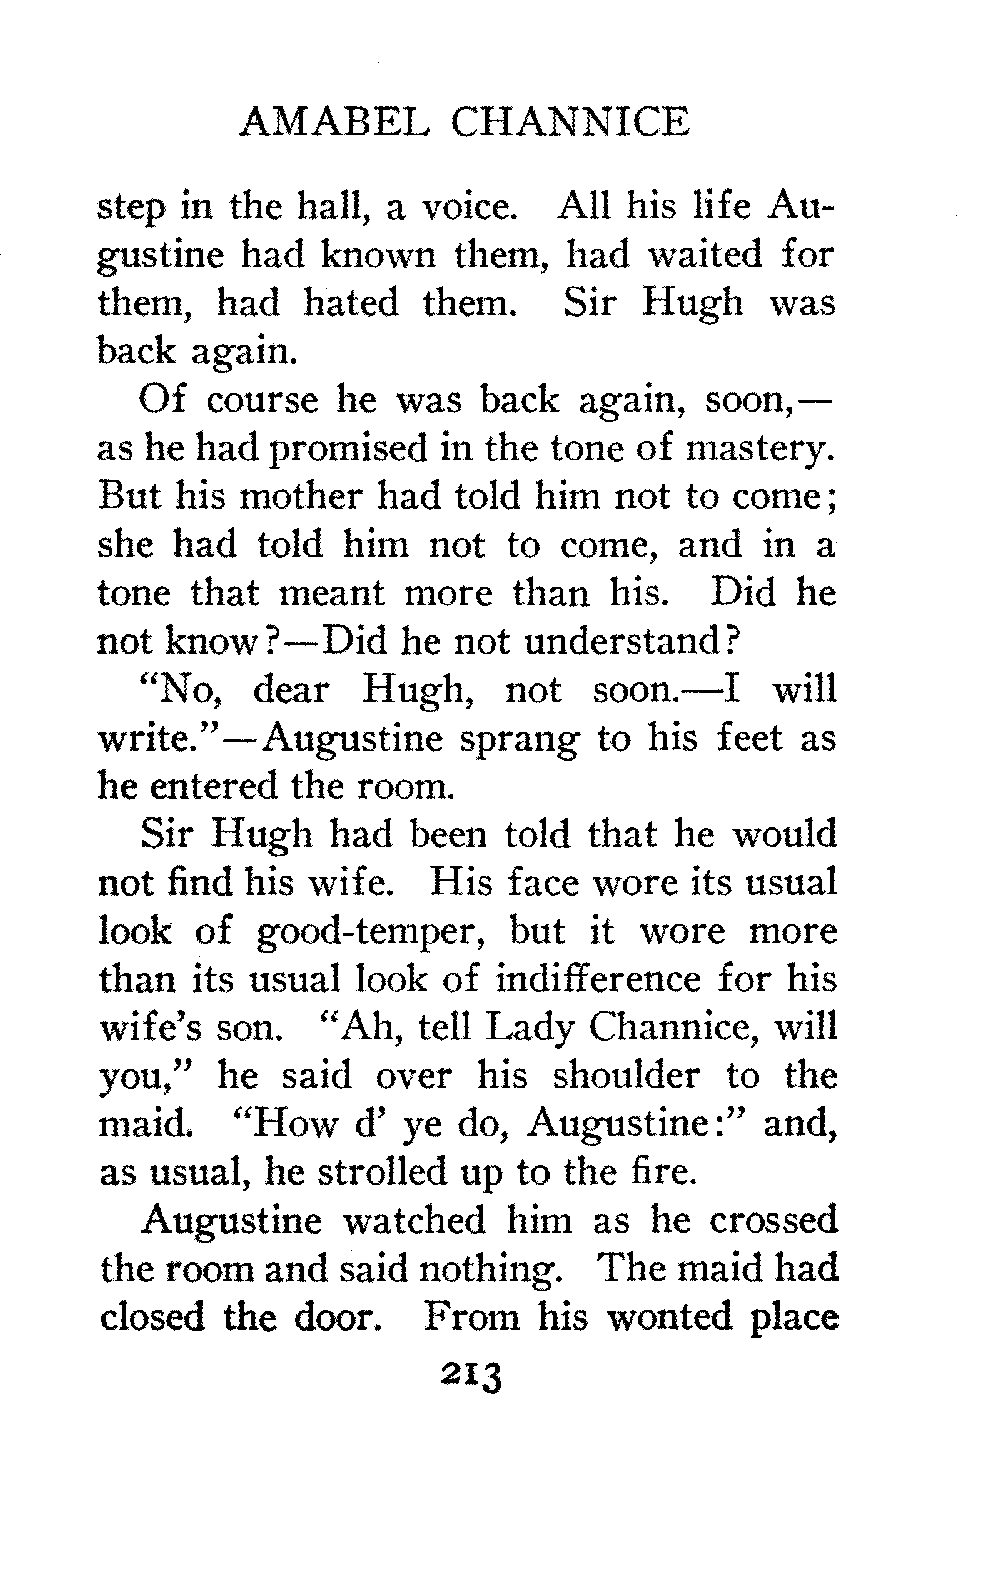 AMABEL CHANNICE
step in the hall, a voice. All his life Au-
gustine had known them, had waited for
them, had hated them. Sir Hugh was
back again.
Of course he was back again, soon,—
as he had promised in the tone of mastery.
But his mother had told him not to come;
she had told him not to come, and in a
tone that meant more than his. Did he
not know?—Did he not understand?
“No, dear Hugh, not soon.—I will
write.”—Augustine sprang to his feet as
he entered the room.
Sir Hugh had been told that he would
not find his wife. His face wore its usual
look of good-temper, but it wore more
than its usual look of indifference for his
wife’s son. “Ah, tell Lady Channice, will
you,” he said over his shoulder to the
maid. “How d’ ye do, Augustine:” and,
as usual, he strolled up to the fire.
Augustine watched him as he crossed
the room and said nothing. The maid had
closed the door. From his wonted place
213